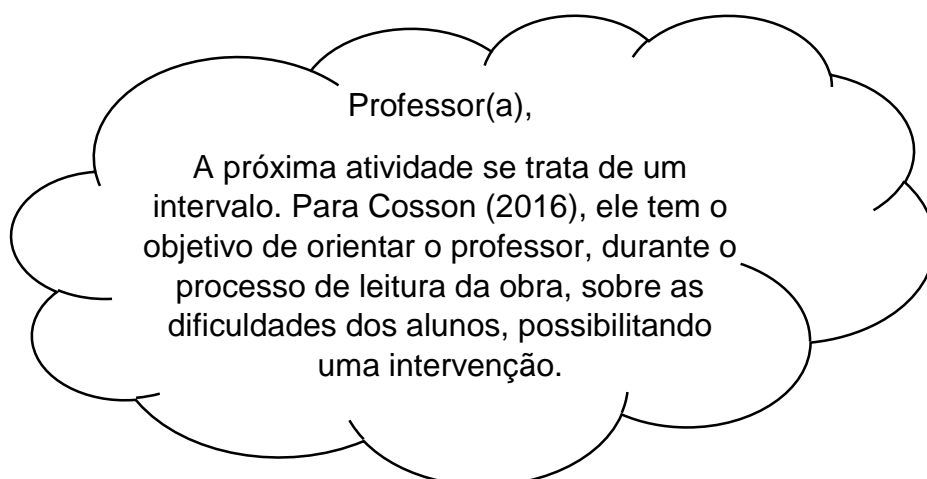 Professor(a),
A próxima atividade se trata de um
intervalo. Para Cosson (2016), ele tem o
objetivo de orientar o professor, durante o
processo de leitura da obra, sobre as
dificuldades dos alunos, possibilitando
uma intervenção.